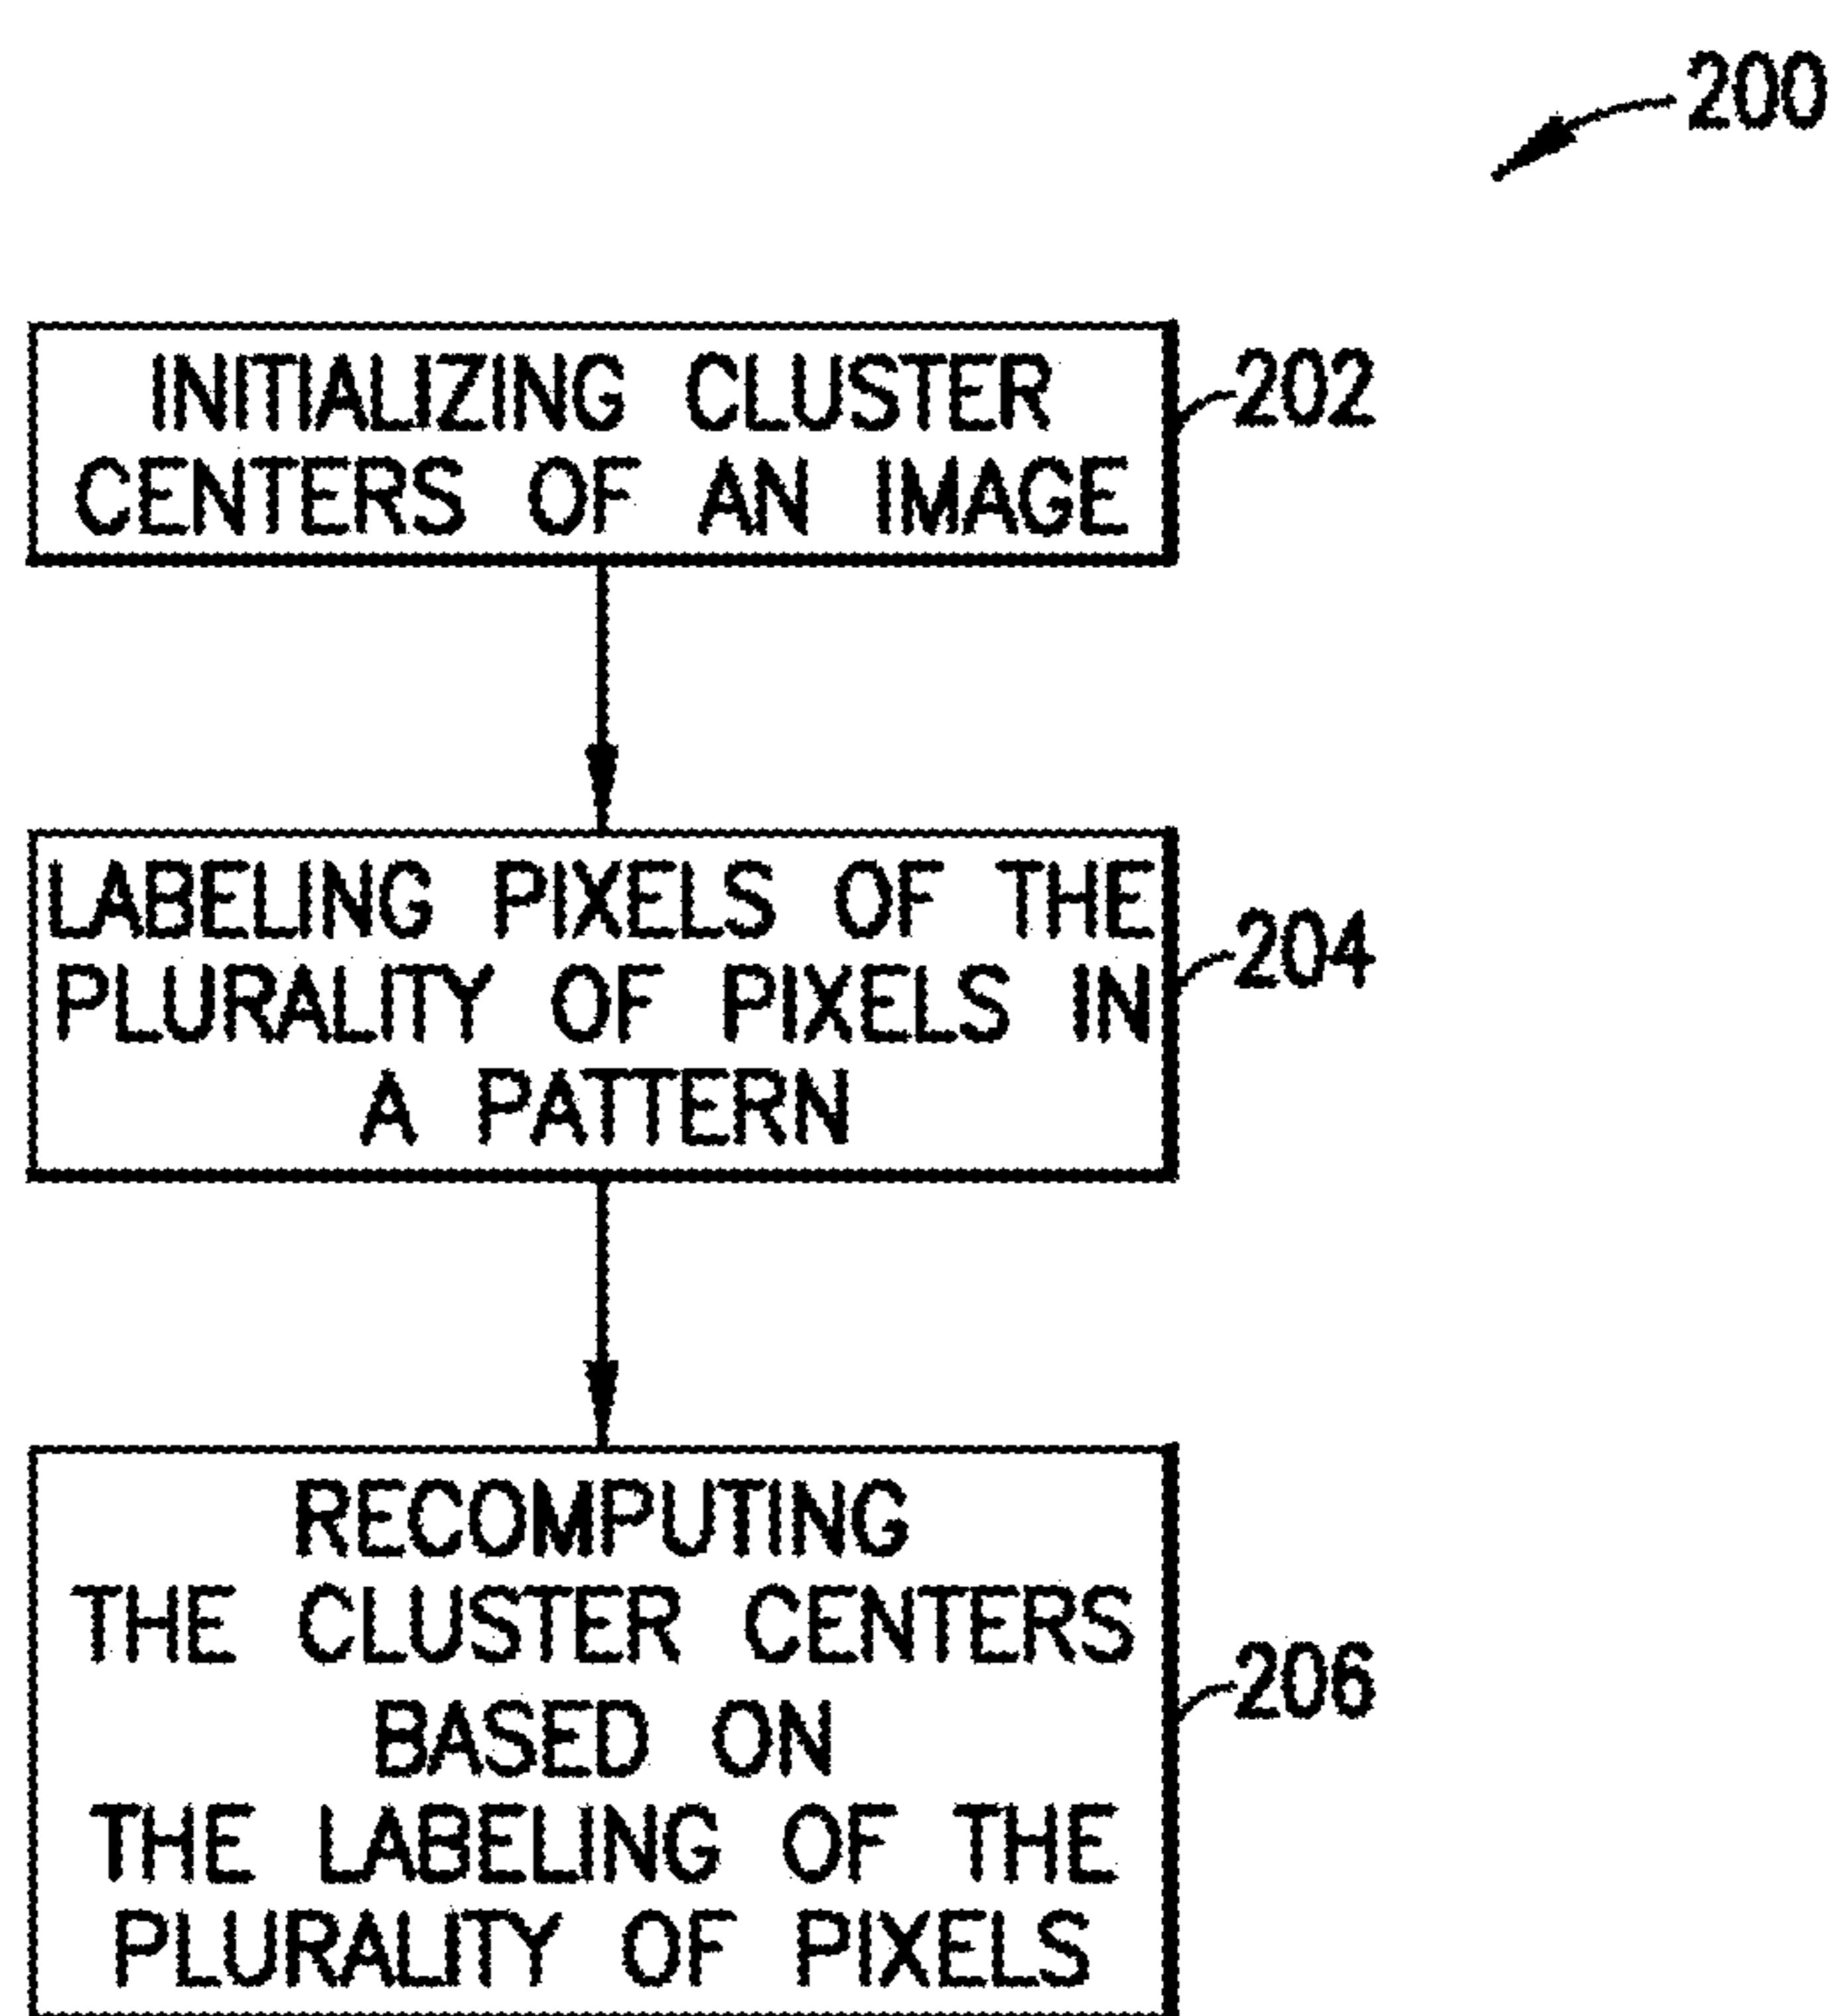 200
INITIALIZING CLUSTER
CENTERS OF AN IMAGE
202
LABELING PIXELS OF THE
PLURALITY OF PIXELS IN
A PATTERN
204
RECOMPUTING
THE CLUSTER CENTERS
BASED ON
THE LABELING OF THE
PLURALITY OF PIXELS
206